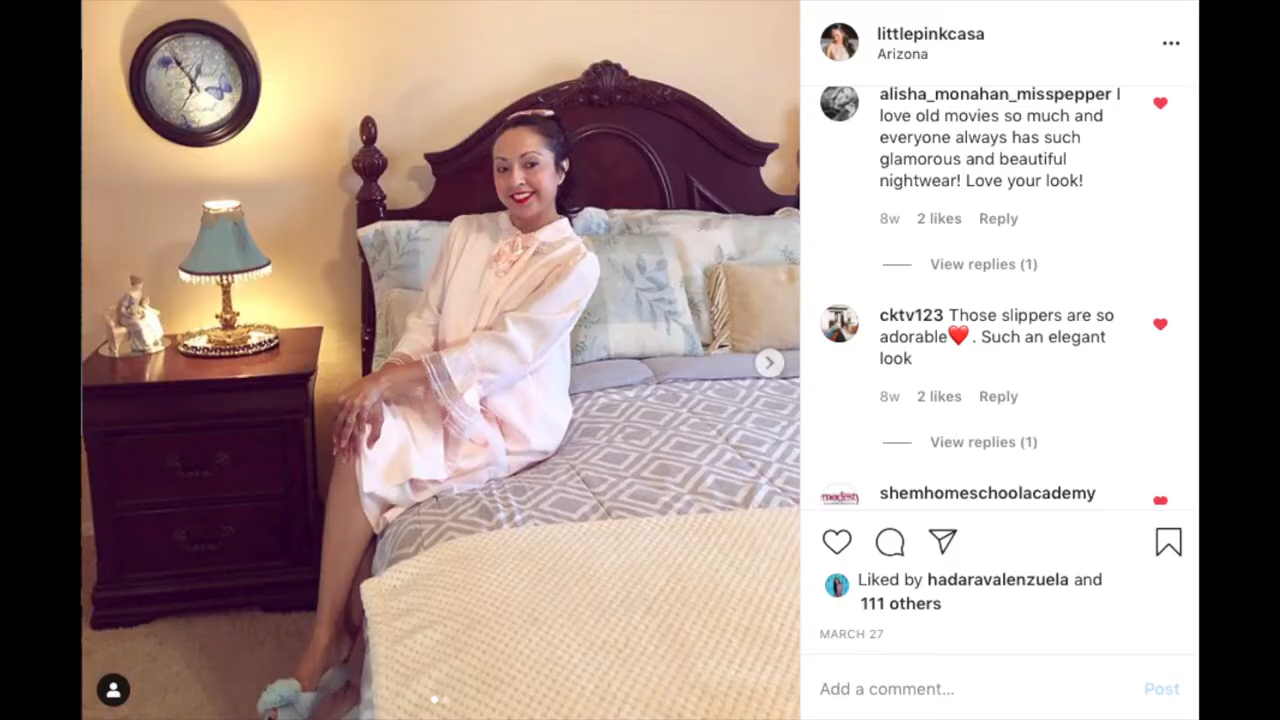 littlepinkcasa
Arizona
alisha_monahan_misspepper I
love old movies so much and
everyone always has such
glamorous and beautiful
nightwear! Love your look!
8w 2 likes Reply
View replies (1)
cktv123 Those slippers are so
adorable❤️. Such an elegant
look
8w 2 likes Reply
View replies (1)
modesty
shemhomeschoolacademy
Liked by hadaravalenzuela and
111 others
MARCH 27
Add a comment... Post